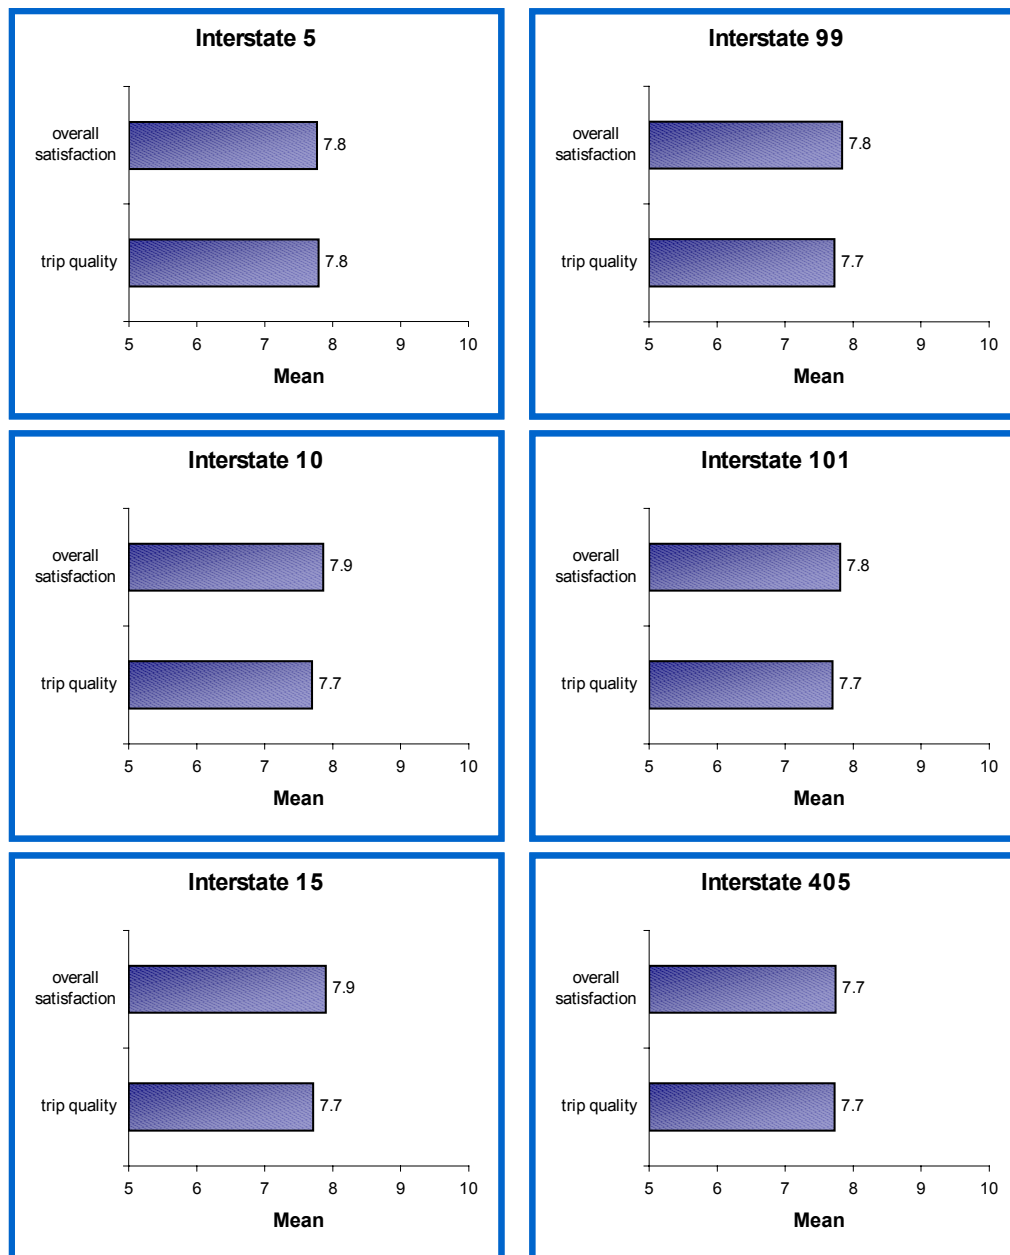 Interstate 5
overall
satisfaction
7.8
trip quality
7.8
5 6 7 8 9 10
Mean
Interstate 99
overall
satisfaction
7.8
trip quality
7.7
5 6 7 8 9 10
Mean
Interstate 10
overall
satisfaction
7.9
trip quality
7.7
5 6 7 8 9 10
Mean
Interstate 101
overall
satisfaction
7.8
trip quality
7.7
5 6 7 8 9 10
Mean
Interstate 15
overall
satisfaction
7.9
trip quality
7.7
5 6 7 8 9 10
Mean
Interstate 405
overall
satisfaction
7.7
trip quality
7.7
5 6 7 8 9 10
Mean